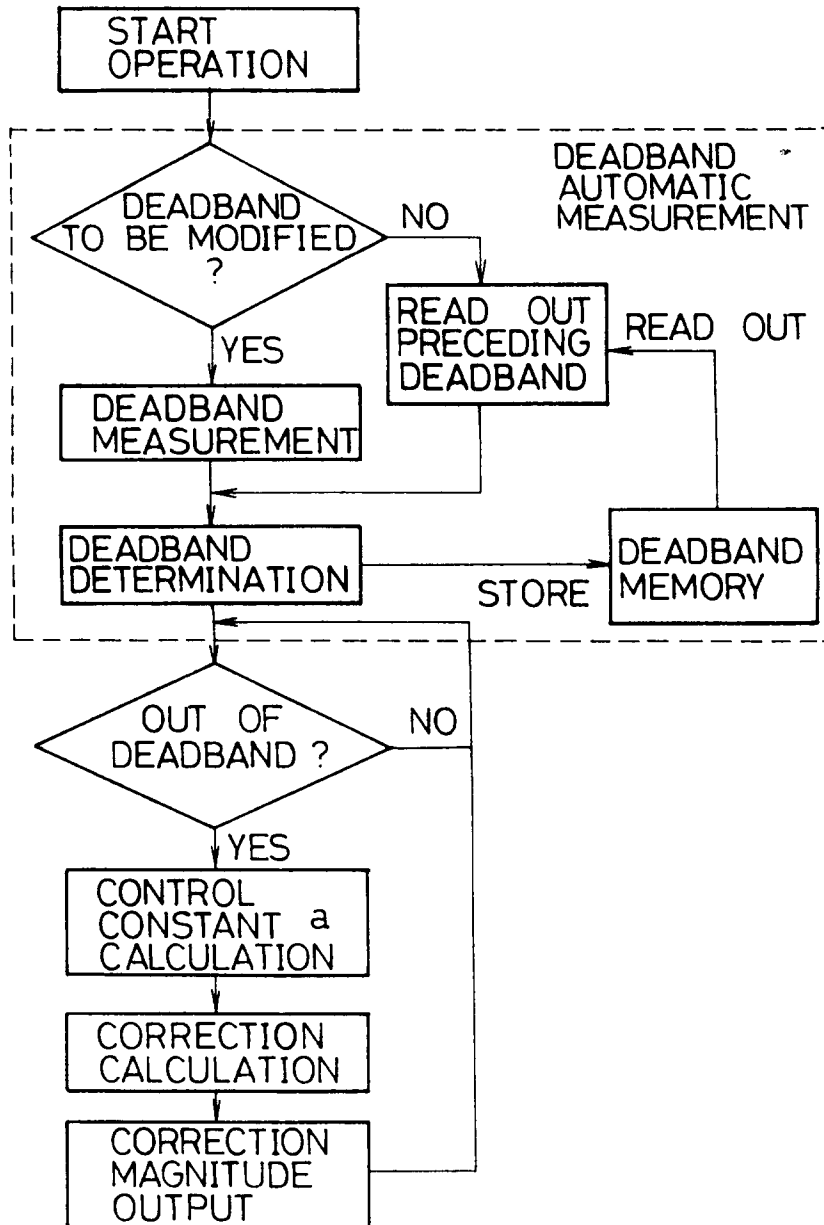 START
OPERATION
DEADBAND
AUTOMATIC
MEASUREMENT
DEADBAND
TO BE MODIFIED
?
NO
YES
READ OUT
PRECEDING
DEADBAND
READ OUT
DEADBAND
MEASUREMENT
DEADBAND
DETERMINATION
STORE
DEADBAND
MEMORY
OUT OF
DEADBAND ?
NO
YES
CONTROL
CONSTANT a
CALCULATION
CORRECTION
CALCULATION
CORRECTION
MAGNITUDE
OUTPUT